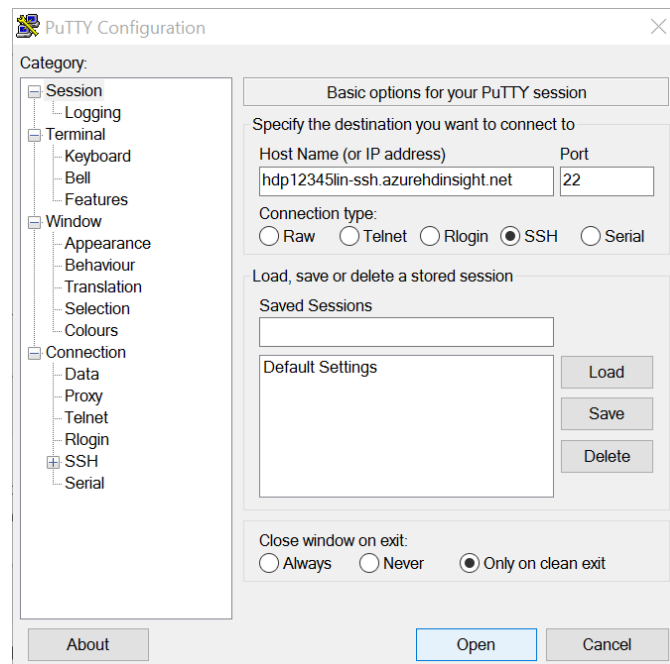 PuTTY Configuration
Category:
Session
Logging
Terminal
Keyboard
Bell
Features
Window
Appearance
Behaviour
Translation
Selection
Colours
Connection
Data
Proxy
Telnet
Rlogin
SSH
Serial
Basic options for your PuTTY session
Specify the destination you want to connect to
Host Name (or IP address) Port
hdp12345lin-ssh.azurehdinsight.net 22
Connection type:
Raw Telnet Rlogin SSH Serial
Load, save or delete a stored session
Saved Sessions
Default Settings
Load
Save
Delete
Close window on exit:
Always Never Only on clean exit
About Open Cancel